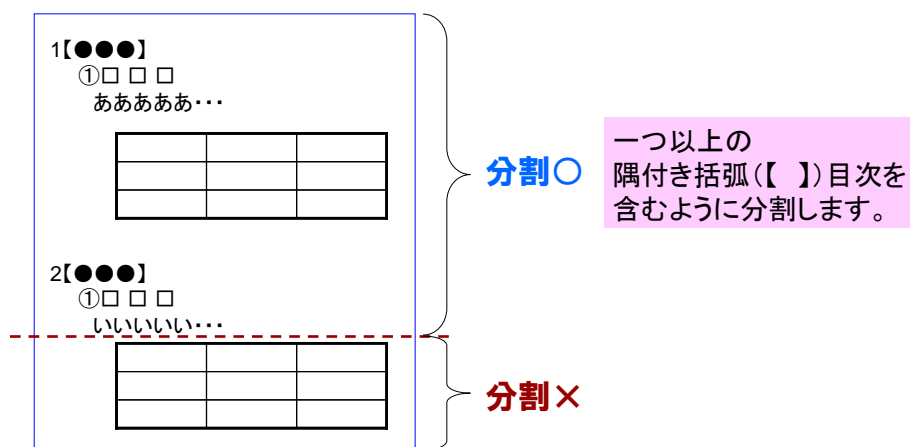 1【●●●】
①□ □ □
あああああ･･･
2【●●●】
①□ □ □
いいいいい･･･
分割○
一つ以上の
隅付き括弧（【　】）目次を
含むように分割します。
分割×